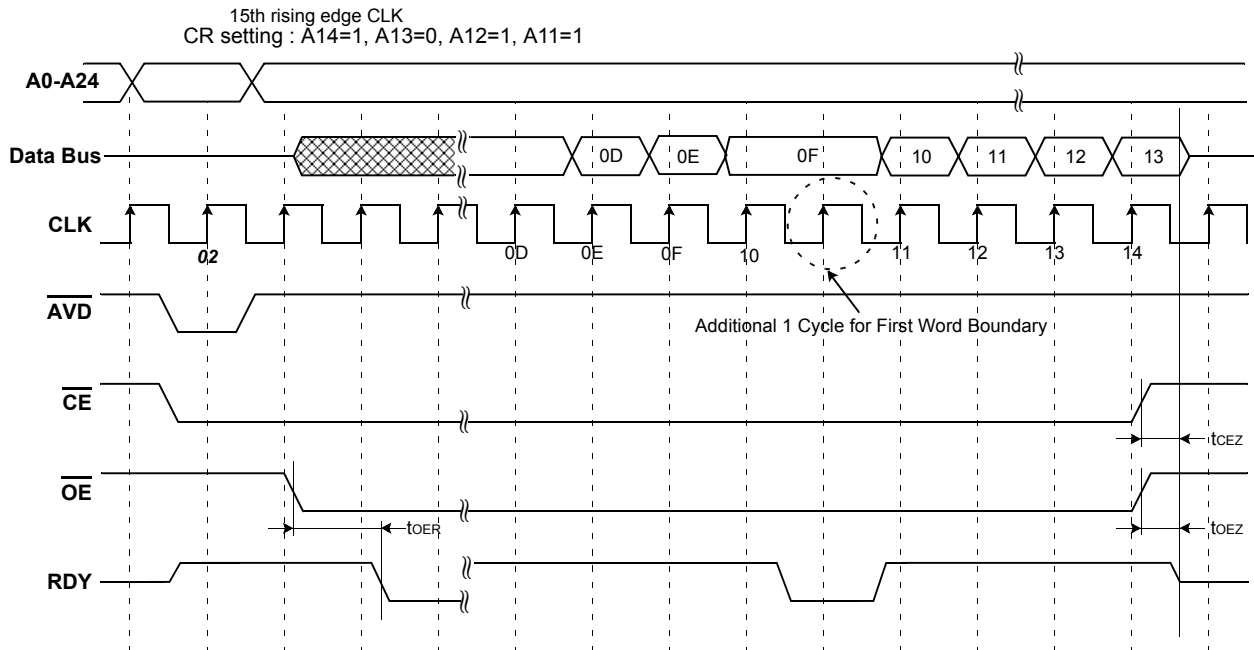 15th rising edge CLK
CR setting : A14=1, A13=0, A12=1, A11=1
A0-A24
Data Bus
0D 0E 0F 10 11 12 13
CLK
02 0D 0E 0F 10 11 12 13 14
AVD
Additional 1 Cycle for First Word Boundary
CE
tCEZ
OE
tOER
tOEZ
RDY